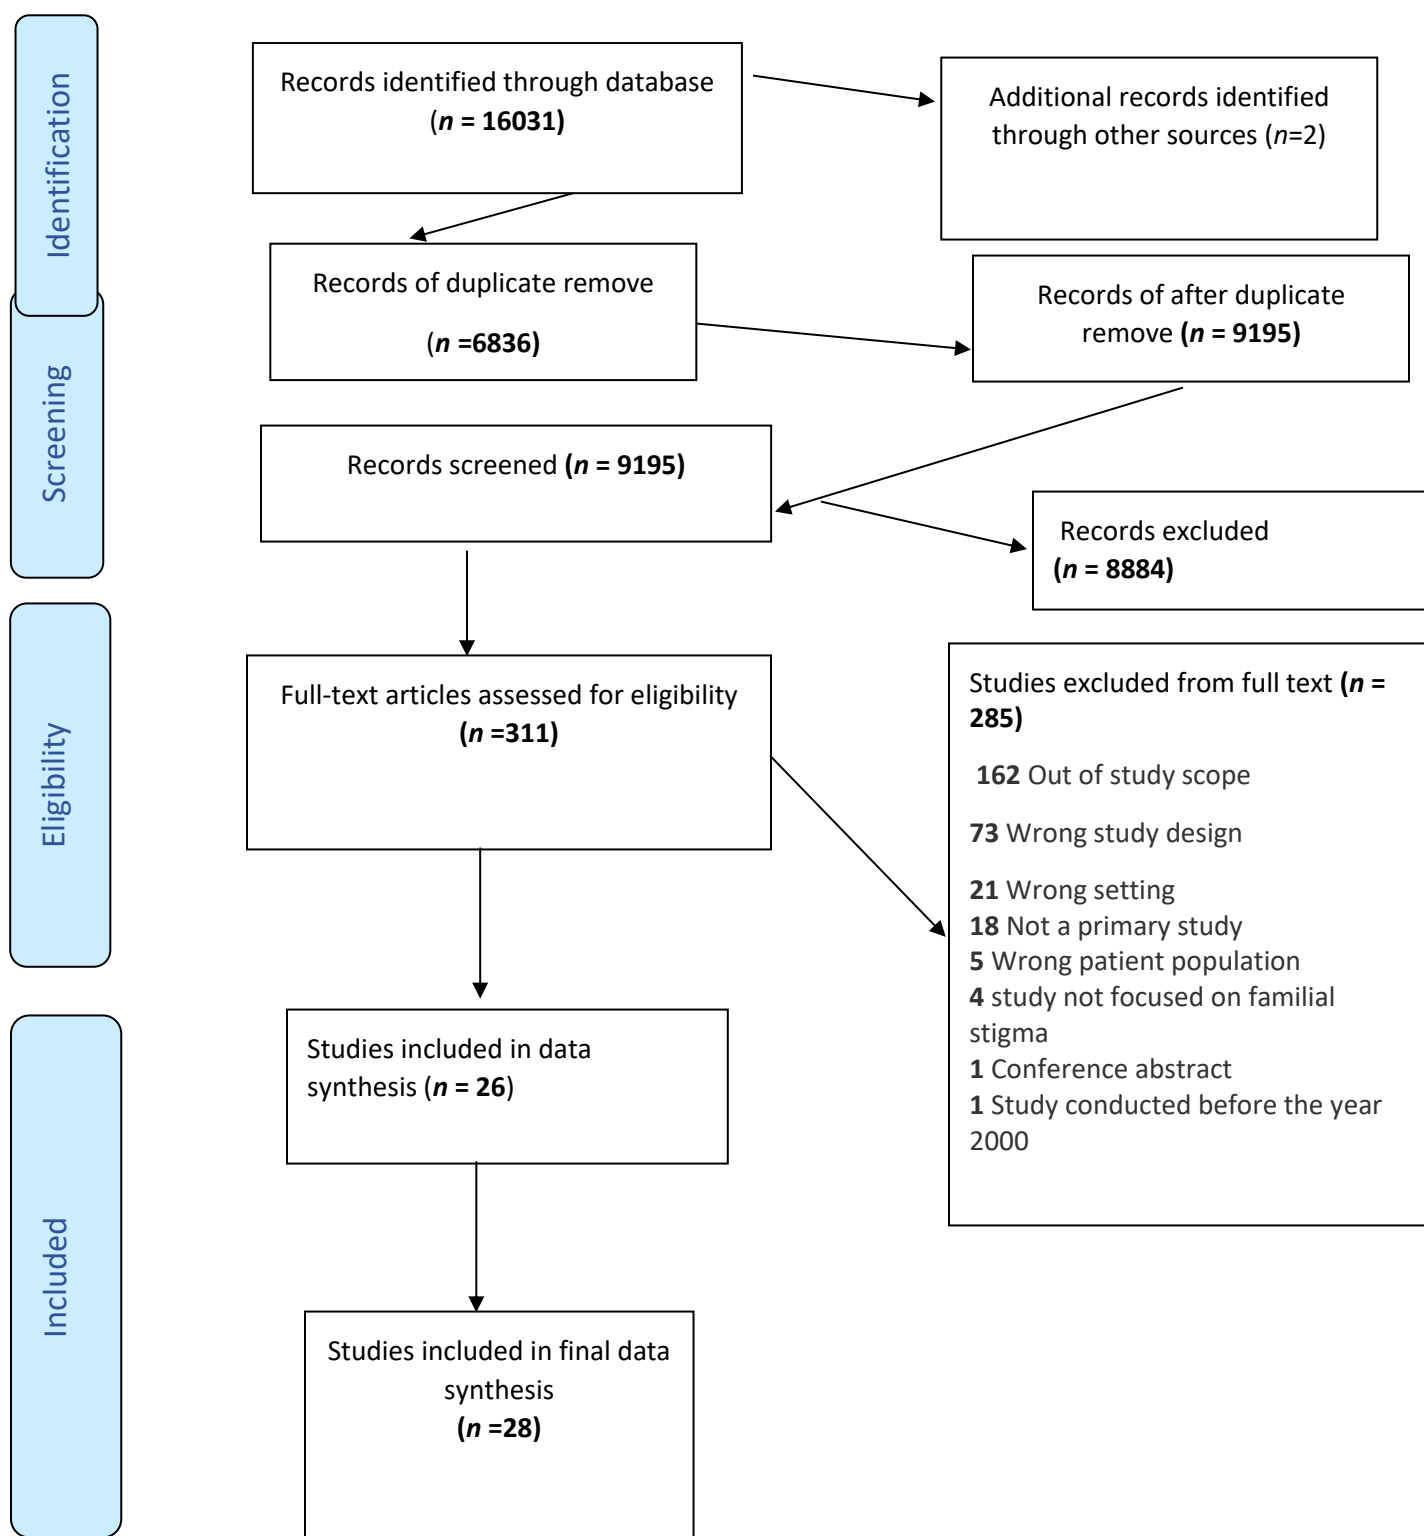 Identification
Records identified through database
(n = 16031)
Additional records identified
through other sources (n=2)
Records of duplicate remove
(n =6836)
Records of after duplicate
remove (n = 9195)
Screening
Records screened (n = 9195)
Records excluded
(n = 8884)
Eligibility
Full-text articles assessed for eligibility
(n =311)
Studies excluded from full text (n =
285)
162 Out of study scope
73 Wrong study design
21 Wrong setting
18 Not a primary study
5 Wrong patient population
4 study not focused on familial
stigma
1 Conference abstract
1 Study conducted before the year
2000
Included
Studies included in data
synthesis (n = 26)
Studies included in final data
synthesis
(n =28)